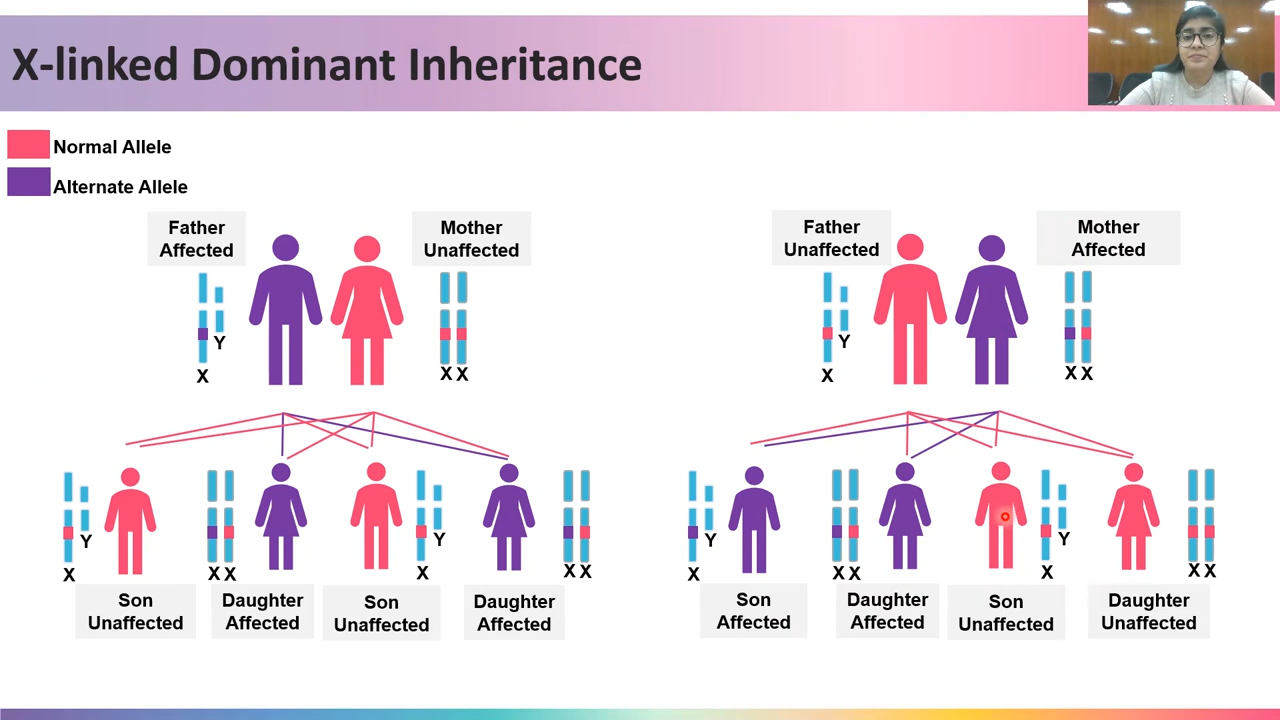 X-linked Dominant Inheritance
Normal Allele
Alternate Allele
Father
Affected
Mother
Unaffected
Y
X
X X
Son
Unaffected
Daughter
Affected
Son
Unaffected
Daughter
Affected
Y
X
X X
Y
X
X X
Father
Unaffected
Mother
Affected
Y
X
X X
Son
Affected
Daughter
Affected
Son
Unaffected
Daughter
Unaffected
Y
X
X X
Y
X
X X